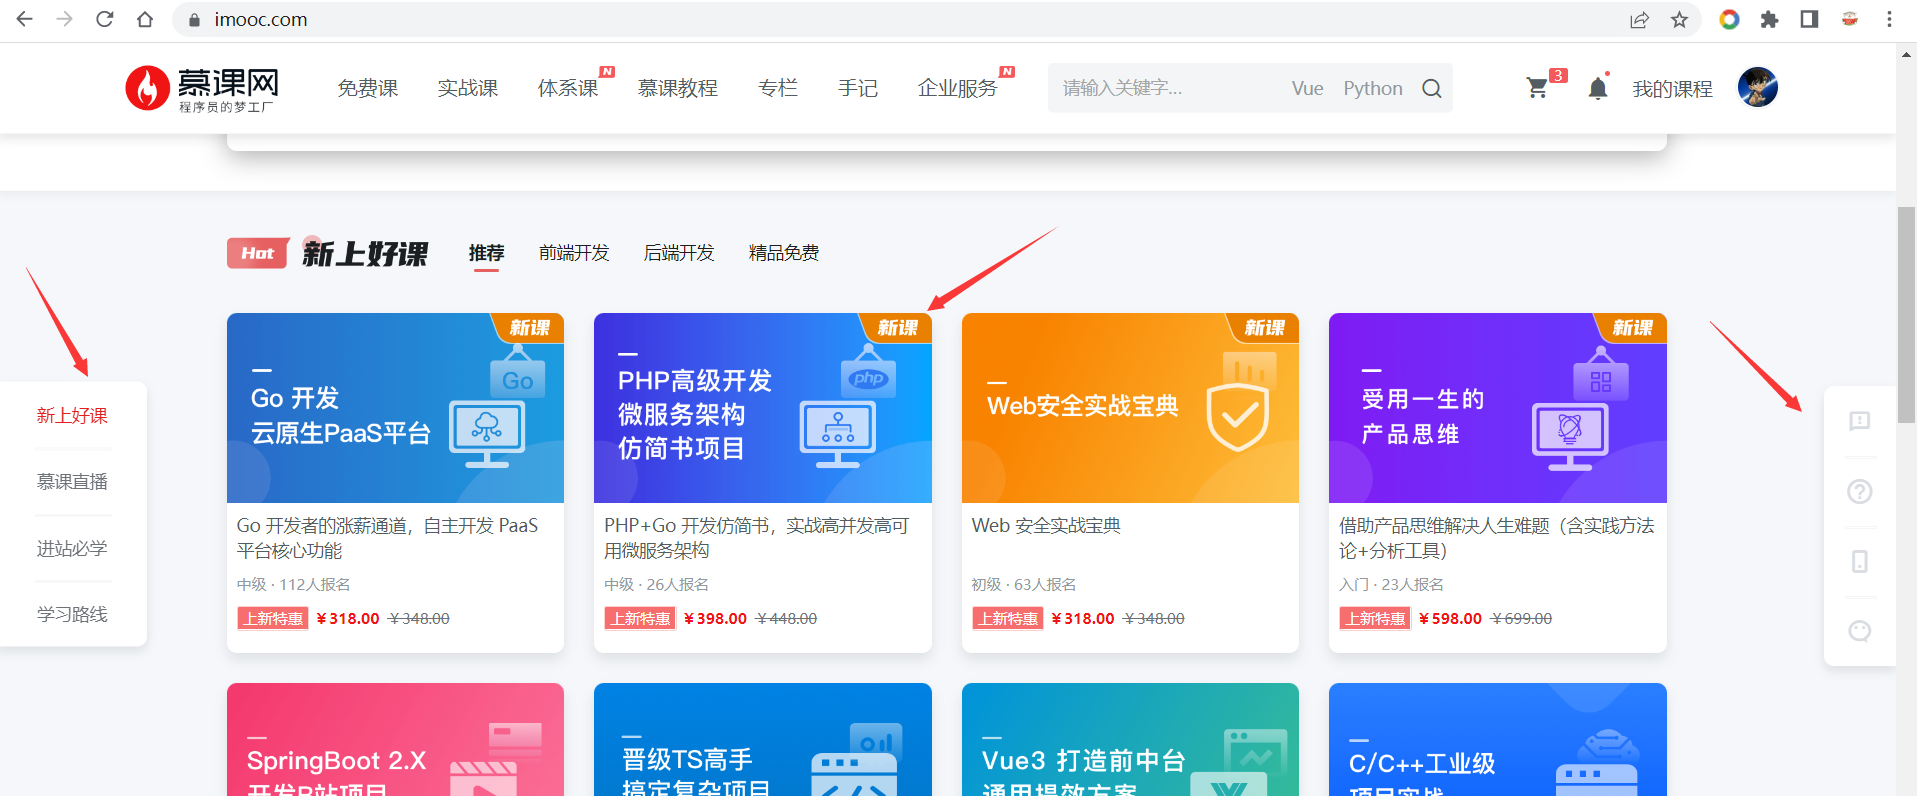 imooc.com
慕课网
程序员的梦工厂
免费课
实战课
体系课
N
慕课教程
专栏
手记
企业服务
N
请输入关键字...
Vue
Python
3
我的课程
Hot
新上好课
推荐
前端开发
后端开发
精品免费
新上好课
慕课直播
进站必学
学习路线
新课
Go 开发
云原生PaaS平台
Go
Go 开发者的涨薪通道，自主开发 PaaS
平台核心功能
中级 · 112人报名
上新特惠 ￥318.00 ￥348.00
新课
PHP高级开发
微服务架构
仿简书项目
php
PHP+Go 开发仿简书，实战高并发高可
用微服务架构
中级 · 26人报名
上新特惠 ￥398.00 ￥448.00
新课
Web安全实战宝典
Web 安全实战宝典
初级 · 63人报名
上新特惠 ￥318.00 ￥348.00
新课
受用一生的
产品思维
借助产品思维解决人生难题（含实践方法
论+分析工具）
入门 · 23人报名
上新特惠 ￥598.00 ￥699.00
SpringBoot 2.X
开发B站项目
晋级TS高手
搞定复杂项目
Vue3 打造前中台
通用提效方案
C/C++工业级
项目实战